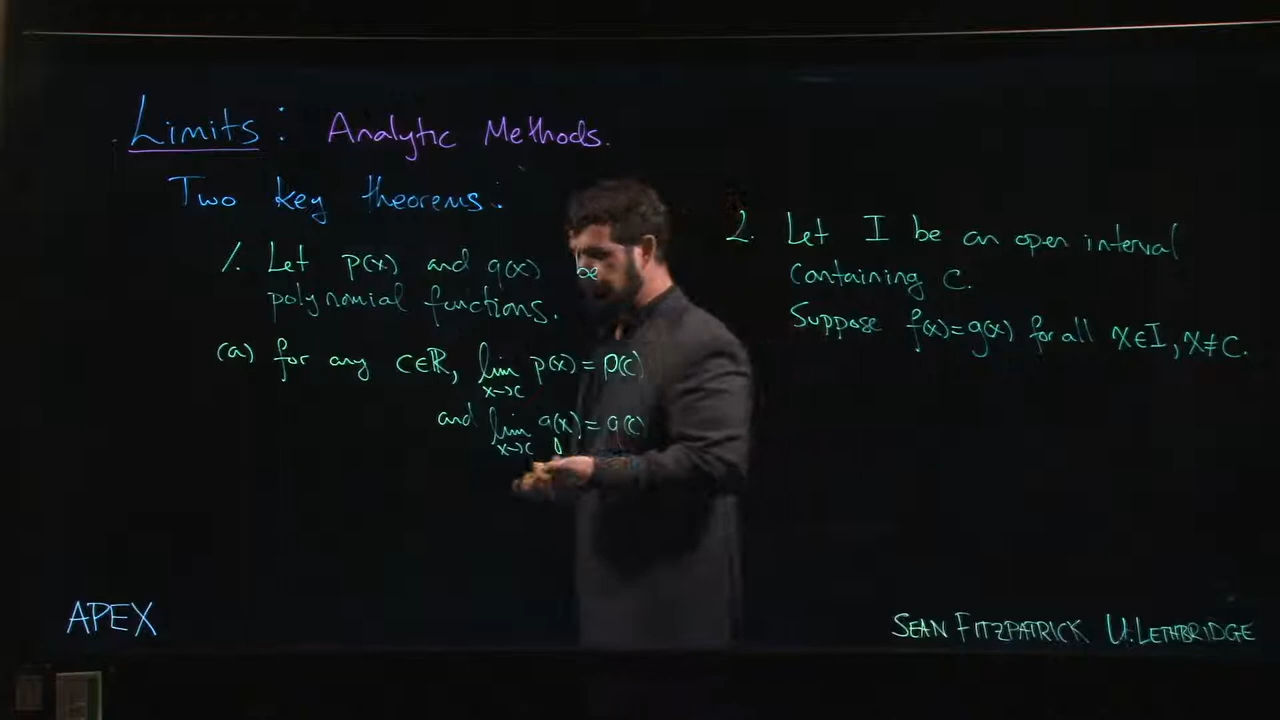 Limits: Analytic Methods.
Two key theorems:
1. Let p(x) and q(x) be
polynomial functions.
(a) for any c∈ℝ, lim p(x) = p(c)
x→c
and lim q(x) = q(c)
x→c
2. Let I be an open interval
containing c.
Suppose f(x)=g(x) for all x∈I, x≠c.
APEX
SEAN FITZPATRICK U. LETHBRIDGE